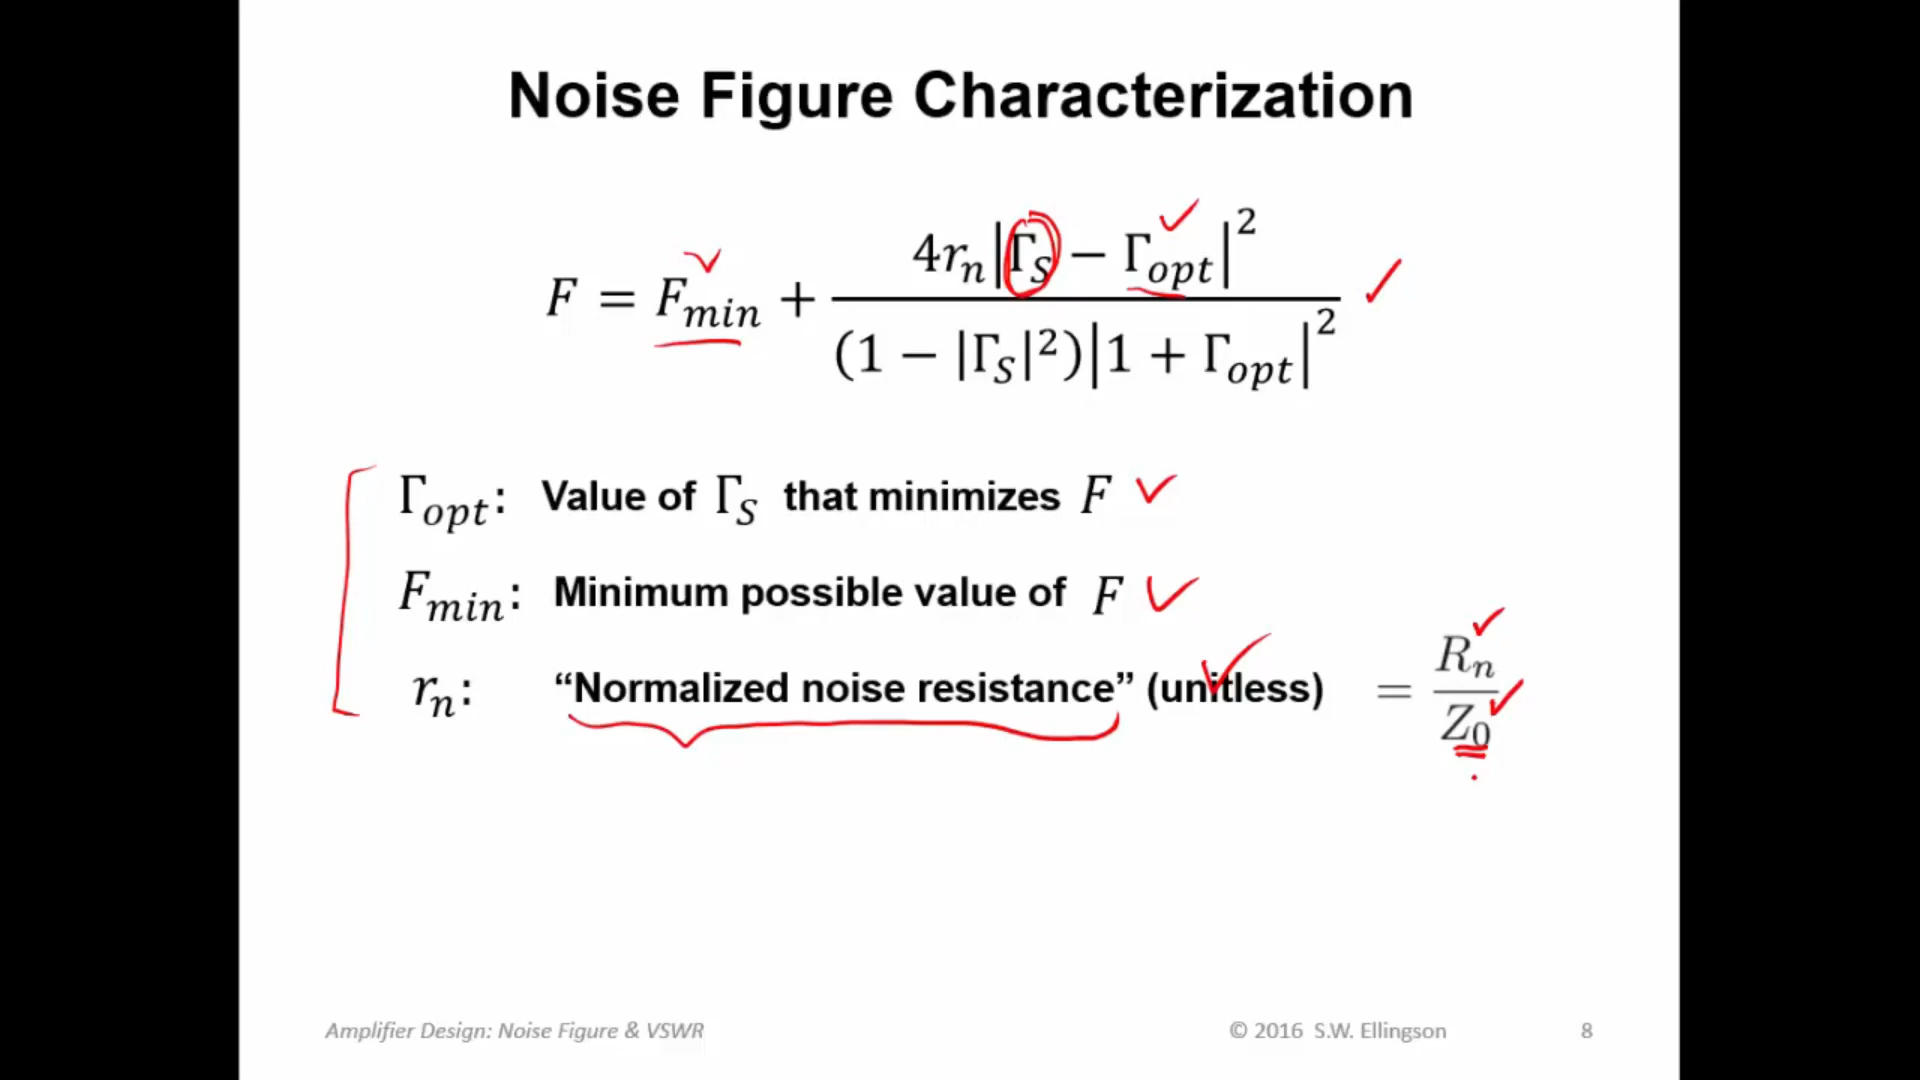 Noise Figure Characterization
F = F_min + 4r_n|Γ_S − Γ_opt|² / (1 − |Γ_S|²)|1 + Γ_opt|²
Γ_opt: Value of Γ_S that minimizes F
F_min: Minimum possible value of F
r_n: “Normalized noise resistance” (unitless) = R_n / Z_0
Amplifier Design: Noise Figure & VSWR © 2016 S.W. Ellingson 8